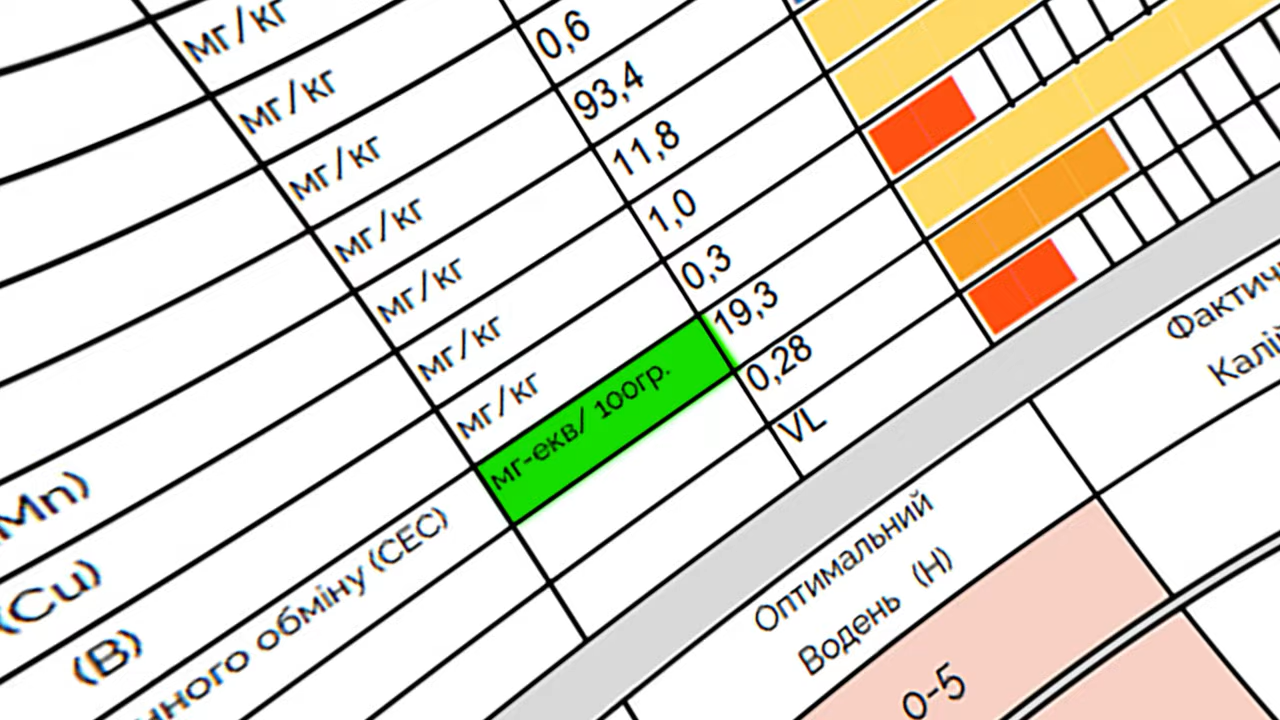 мг/кг
мг/кг
мг/кг 0,6
мг/кг 93,4
Mn) мг/кг 11,8
(Cu) мг/кг 1,0
(B) мг/кг 0,3
обміну (CEC) мг-екв/ 100гр. 19,3
0,28
VL
Оптимальний
Водень (H)
0-5
Фактич
Калі